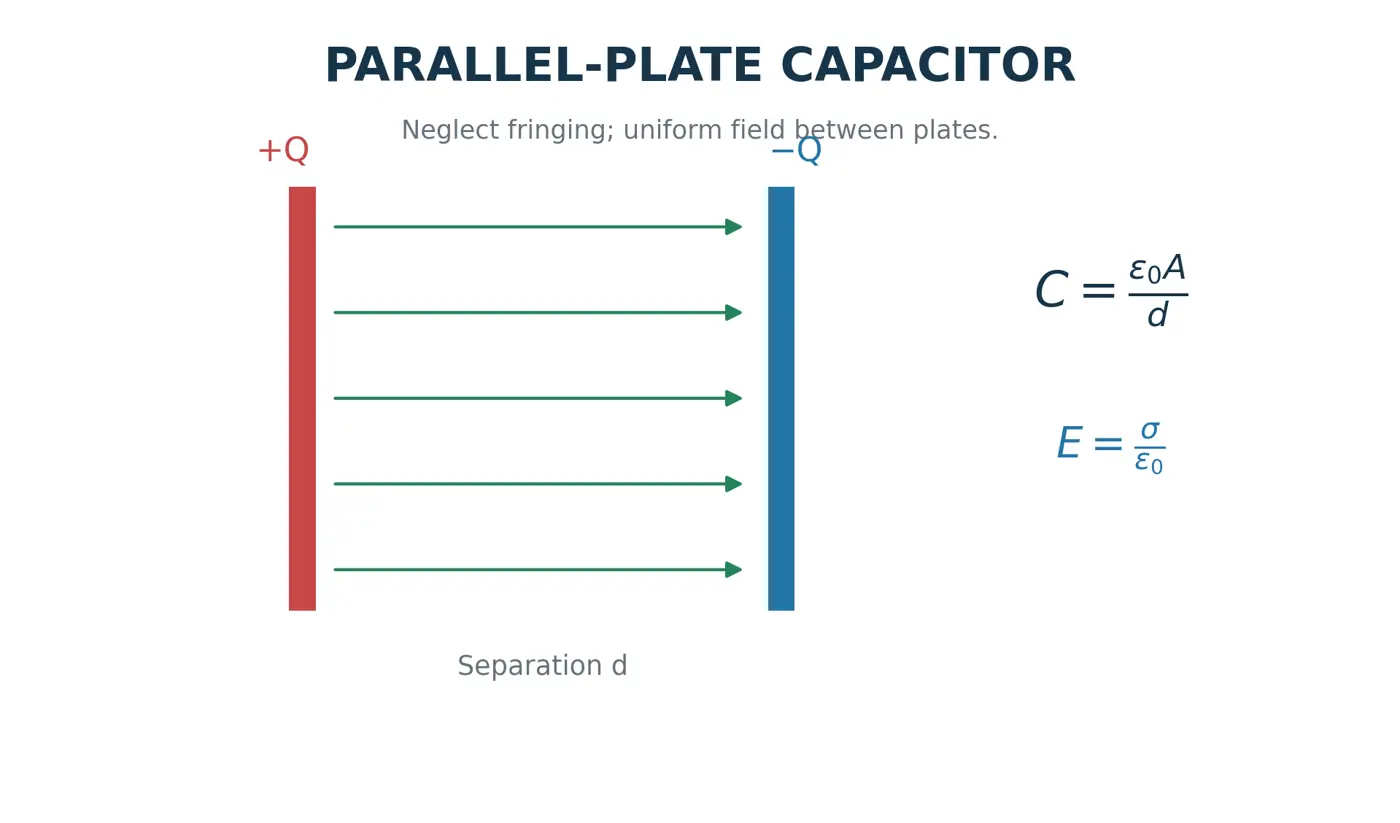 PARALLEL-PLATE CAPACITOR
Neglect fringing; uniform field between plates.
+Q
−Q
C = ε₀A/d
E = σ/ε₀
Separation d